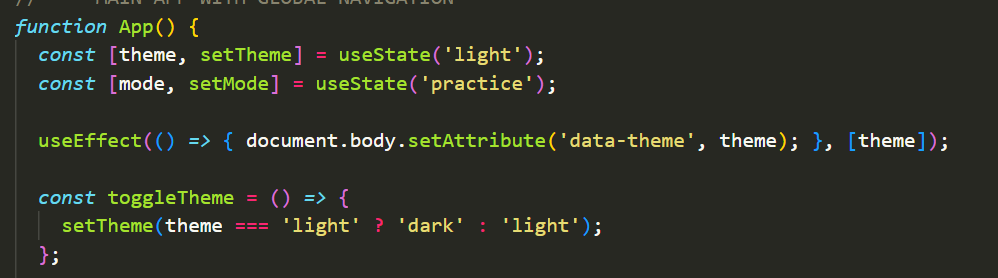 // MAIN APP WITH GLOBAL NAVIGATION
function App() {
const [theme, setTheme] = useState('light');
const [mode, setMode] = useState('practice');
useEffect(() => { document.body.setAttribute('data-theme', theme); }, [theme]);
const toggleTheme = () => {
setTheme(theme === 'light' ? 'dark' : 'light');
};